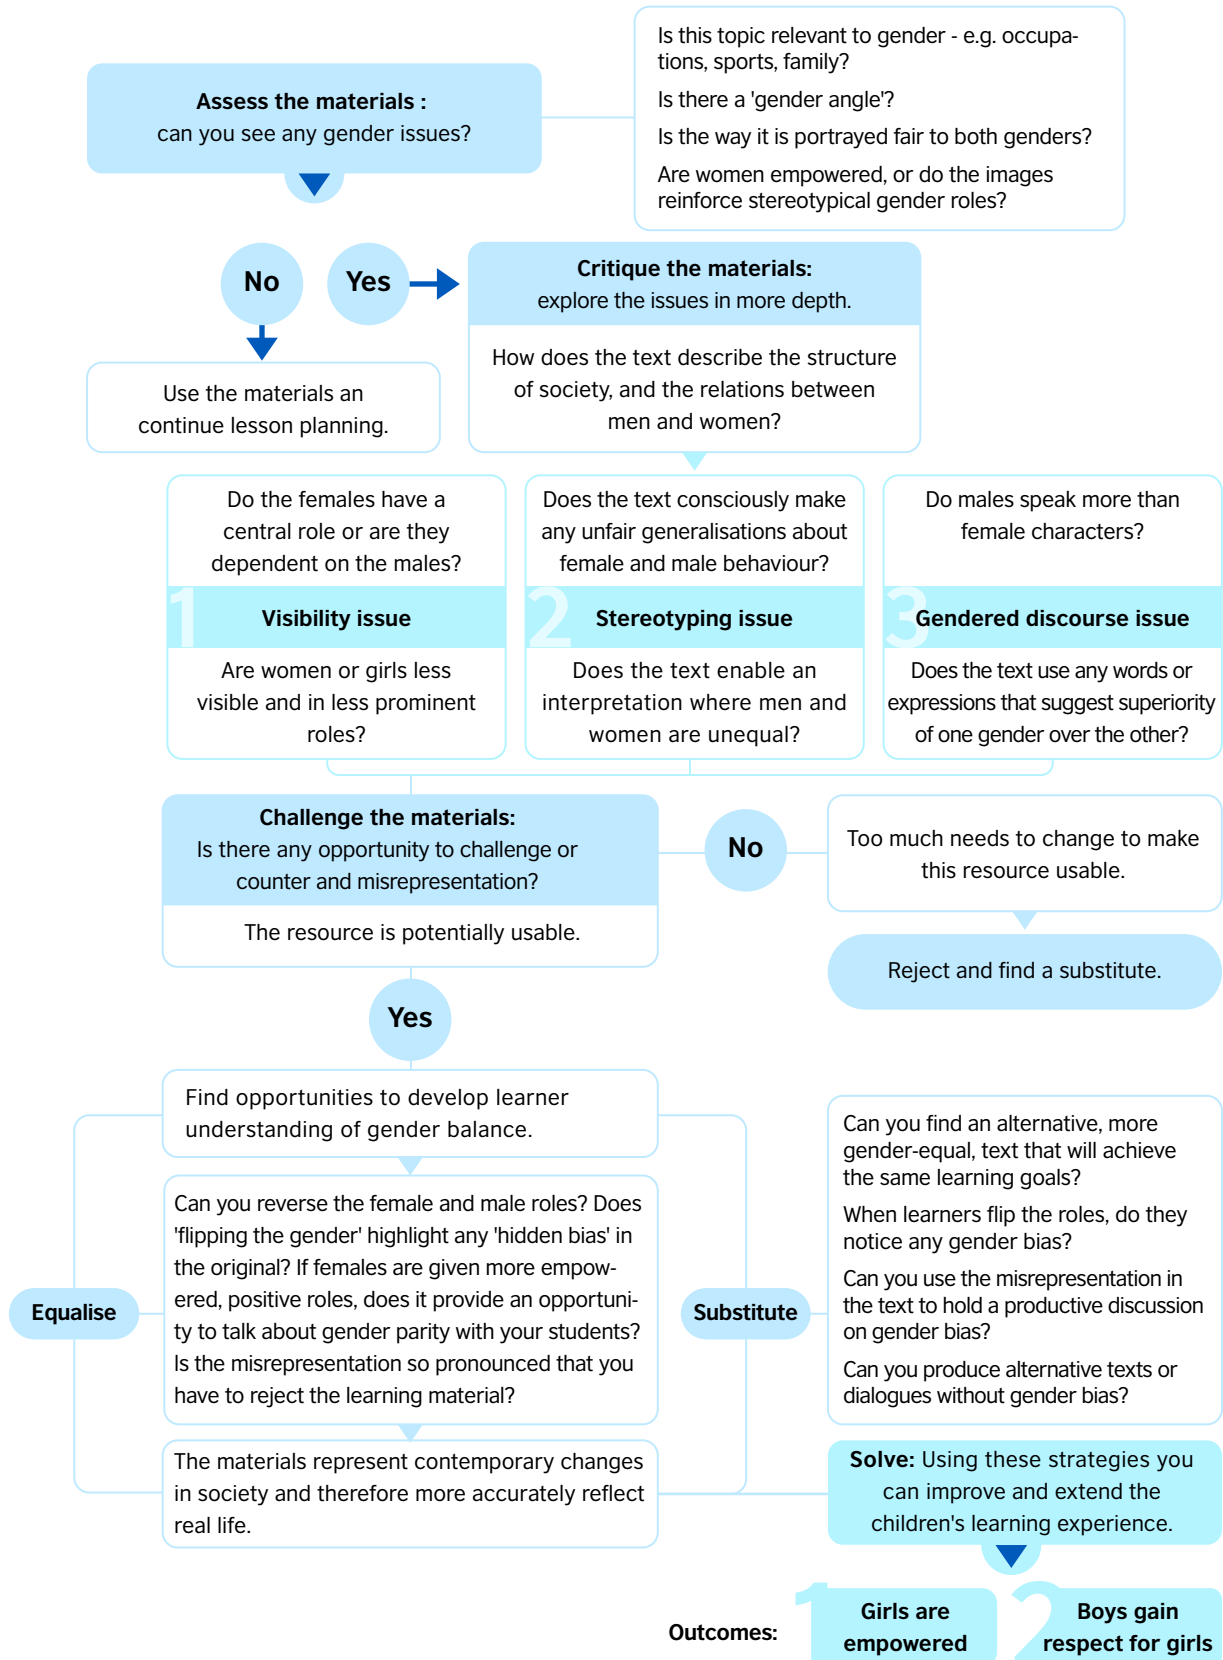 Assess the materials :
can you see any gender issues?
Is this topic relevant to gender - e.g. occupa-
tions, sports, family?
Is there a 'gender angle'?
Is the way it is portrayed fair to both genders?
Are women empowered, or do the images
reinforce stereotypical gender roles?
No
Yes
Critique the materials:
explore the issues in more depth.
How does the text describe the structure
of society, and the relations between
men and women?
Use the materials an
continue lesson planning.
Do the females have a
central role or are they
dependent on the males?
1
Visibility issue
Are women or girls less
visible and in less prominent
roles?
Does the text consciously make
any unfair generalisations about
female and male behaviour?
2
Stereotyping issue
Does the text enable an
interpretation where men and
women are unequal?
Do males speak more than
female characters?
3
Gendered discourse issue
Does the text use any words or
expressions that suggest superiority
of one gender over the other?
Challenge the materials:
Is there any opportunity to challenge or
counter and misrepresentation?
The resource is potentially usable.
No
Too much needs to change to make
this resource usable.
Reject and find a substitute.
Yes
Find opportunities to develop learner
understanding of gender balance.
Equalise
Can you reverse the female and male roles? Does
'flipping the gender' highlight any 'hidden bias' in
the original? If females are given more empow-
ered, positive roles, does it provide an opportuni-
ty to talk about gender parity with your students?
Is the misrepresentation so pronounced that you
have to reject the learning material?
The materials represent contemporary changes
in society and therefore more accurately reflect
real life.
Substitute
Can you find an alternative, more
gender-equal, text that will achieve
the same learning goals?
When learners flip the roles, do they
notice any gender bias?
Can you use the misrepresentation in
the text to hold a productive discussion
on gender bias?
Can you produce alternative texts or
dialogues without gender bias?
Solve: Using these strategies you
can improve and extend the
children's learning experience.
Outcomes:
1
Girls are
empowered
2
Boys gain
respect for girls